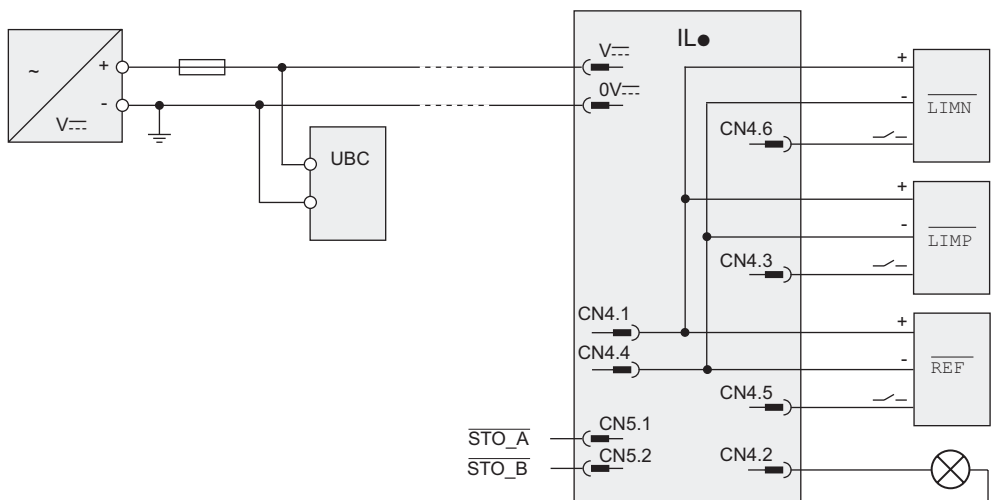 IL●
~
+
-
V⎓
V⎓
0V⎓
UBC
+
-
LIMN
CN4.6
+
-
LIMP
CN4.3
CN4.1
CN4.4
+
-
REF
CN4.5
STO_A
CN5.1
STO_B
CN5.2
CN4.2